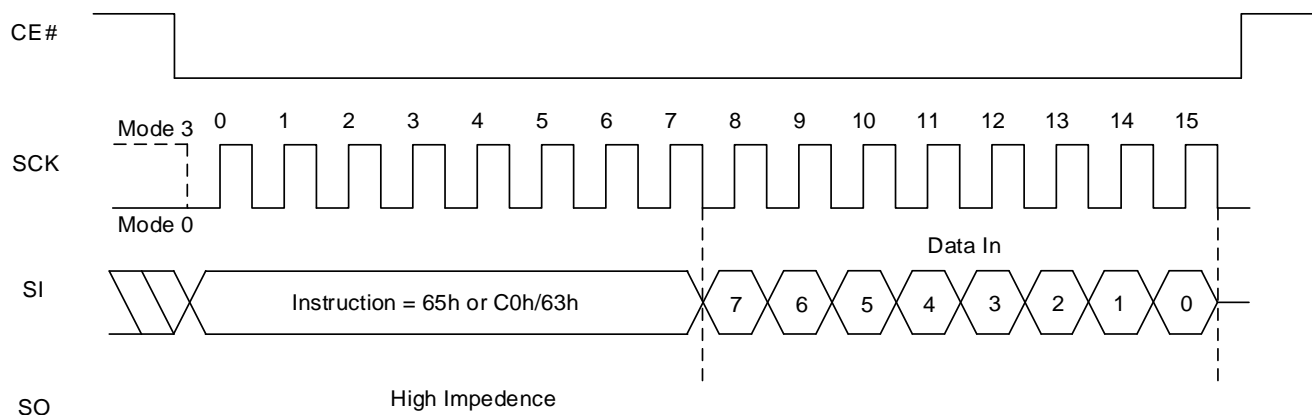 CE#
Mode 3
0 1 2 3 4 5 6 7 8 9 10 11 12 13 14 15
SCK
Mode 0
Data In
SI
Instruction = 65h or C0h/63h
7 6 5 4 3 2 1 0
High Impedence
SO